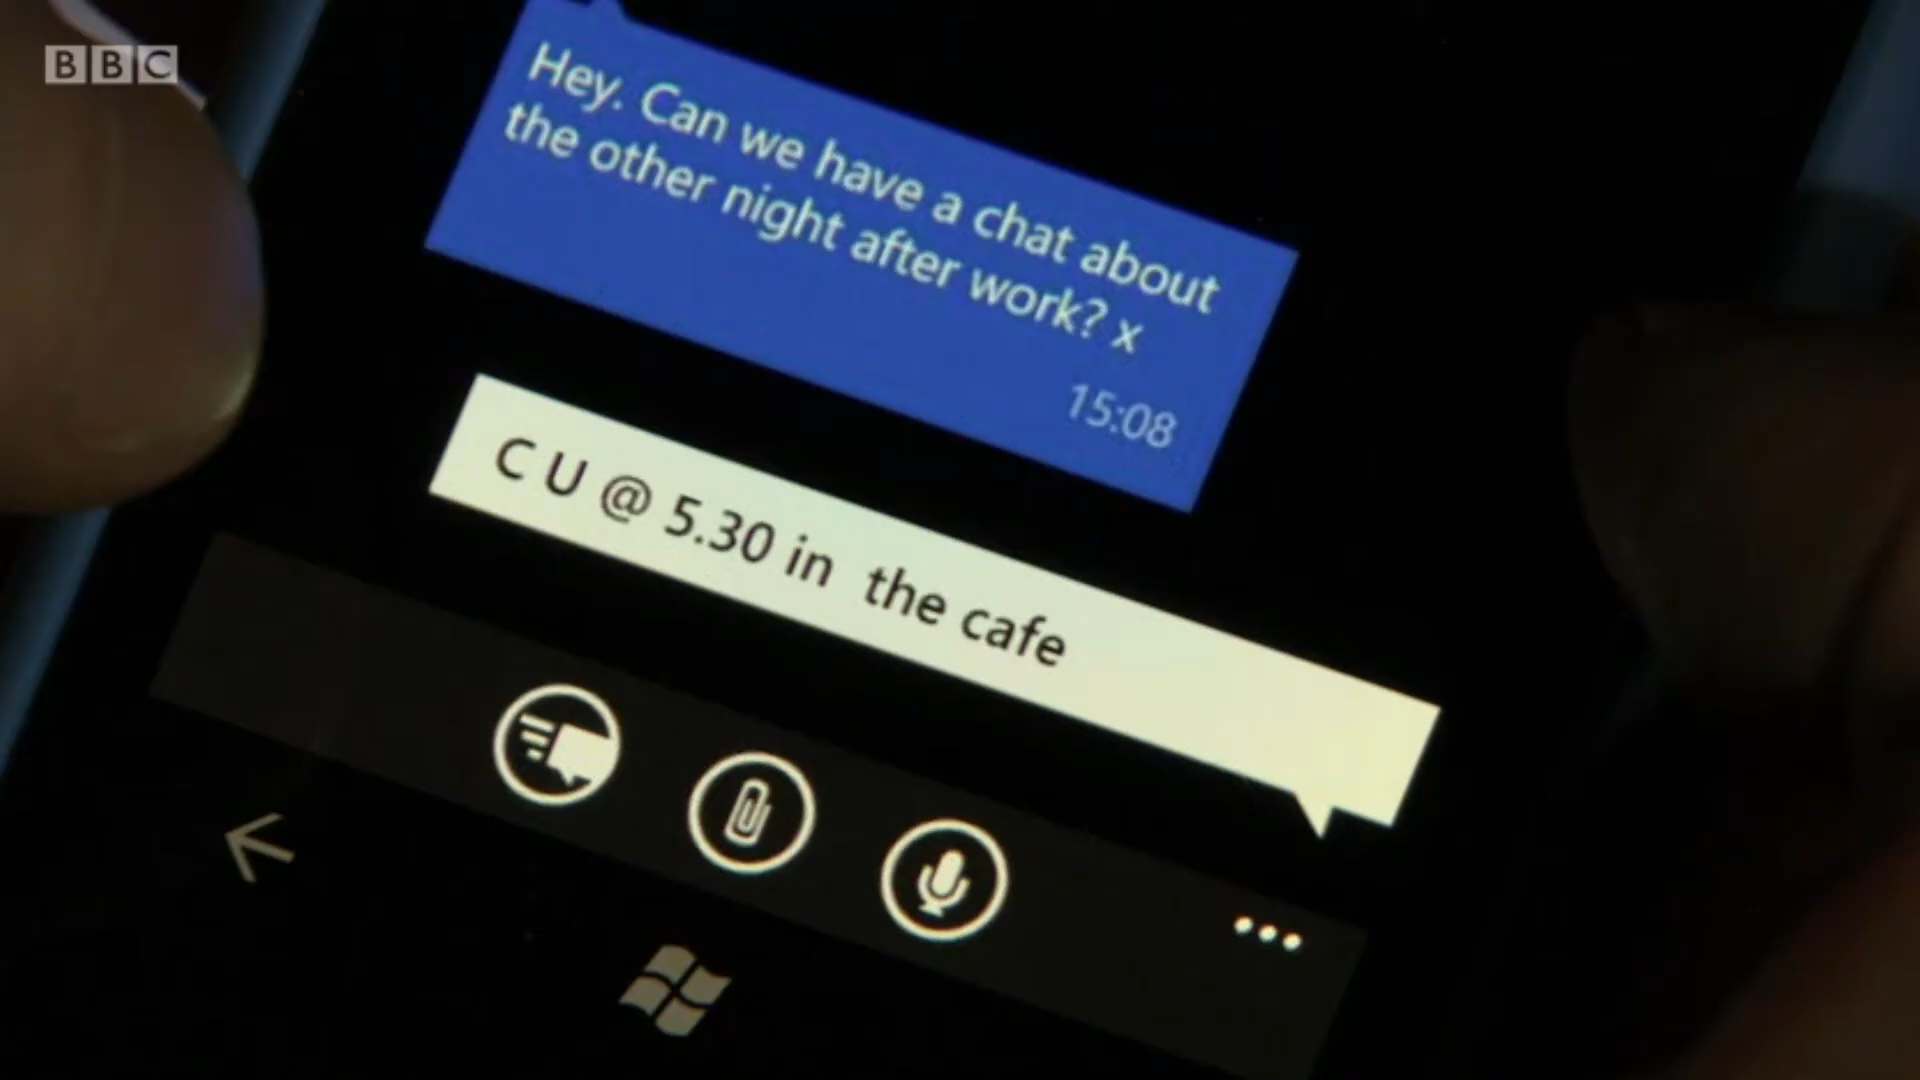 BBC
Hey. Can we have a chat about
the other night after work? x
15:08
C U @ 5.30 in  the cafe